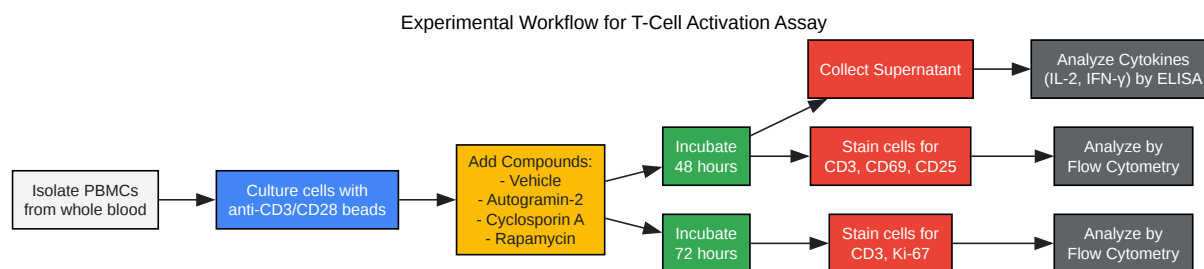 Experimental Workflow for T-Cell Activation Assay
Isolate PBMCs
from whole blood
Culture cells with
anti-CD3/CD28 beads
Add Compounds:
- Vehicle
- Autogramin-2
- Cyclosporin A
- Rapamycin
Incubate
48 hours
Collect Supernatant
Analyze Cytokines
(IL-2, IFN-γ) by ELISA
Stain cells for
CD3, CD69, CD25
Analyze by
Flow Cytometry
Incubate
72 hours
Stain cells for
CD3, Ki-67
Analyze by
Flow Cytometry